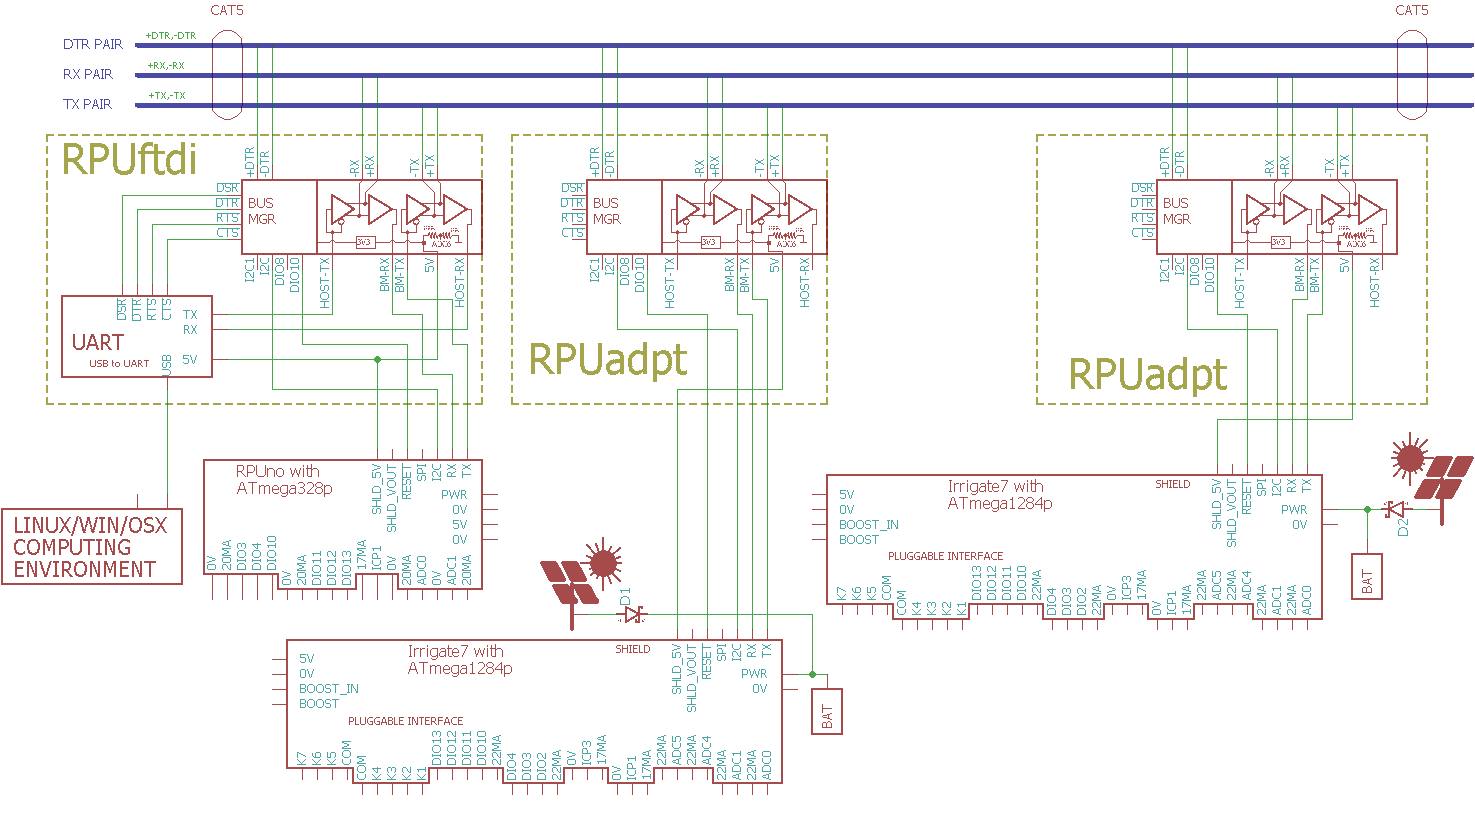 CAT5
CAT5
DTR PAIR
+DTR,-DTR
RX PAIR
+RX,-RX
TX PAIR
+TX,-TX
RPUftdi
+DTR
-DTR
-RX
+RX
-TX
+TX
DSR
DTR
RTS
CTS
BUS
MGR
3V3
ADC6
I2C1
I2C
DIO8
DIO10
HOST-TX
BM-RX
BM-TX
5V
HOST-RX
DSR
DTR
RTS
CTS
TX
RX
5V
USB
UART
USB to UART
+DTR
-DTR
-RX
+RX
-TX
+TX
DSR
DTR
RTS
CTS
BUS
MGR
3V3
ADC6
I2C1
I2C
DIO8
DIO10
HOST-TX
BM-RX
BM-TX
5V
HOST-RX
RPUadpt
+DTR
-DTR
-RX
+RX
-TX
+TX
DSR
DTR
RTS
CTS
BUS
MGR
3V3
ADC6
I2C1
I2C
DIO8
DIO10
HOST-TX
BM-RX
BM-TX
5V
HOST-RX
RPUadpt
LINUX/WIN/OSX
COMPUTING
ENVIRONMENT
RPUno with
ATmega328p
SHLD_5V
SHLD_VOUT
RESET
SPI
I2C
RX
TX
PWR
0V
5V
0V
0V
20MA
DIO3
DIO4
DIO10
0V
20MA
DIO11
DIO12
DIO13
17MA
ICP1
0V
20MA
ADC0
ADC1
20MA
D1
Irrigate7 with
ATmega1284p
SHIELD
SHLD_5V
SHLD_VOUT
RESET
SPI
I2C
RX
TX
5V
0V
BOOST_IN
BOOST
PWR
0V
BAT
PLUGGABLE INTERFACE
K7
K6
K5
COM
COM
K4
K3
K2
K1
DIO13
DIO12
DIO11
DIO10
22MA
DIO4
DIO3
DIO2
22MA
0V
ICP3
17MA
0V
ICP1
17MA
22MA
ADC5
22MA
ADC4
22MA
ADC1
22MA
ADC0
Irrigate7 with
ATmega1284p
SHIELD
SHLD_5V
SHLD_VOUT
RESET
SPI
I2C
RX
TX
5V
0V
BOOST_IN
BOOST
PWR
0V
D2
BAT
PLUGGABLE INTERFACE
K7
K6
K5
COM
COM
K4
K3
K2
K1
DIO13
DIO12
DIO11
DIO10
22MA
DIO4
DIO3
DIO2
22MA
0V
ICP3
17MA
0V
ICP1
17MA
22MA
ADC5
22MA
ADC4
22MA
ADC1
22MA
ADC0